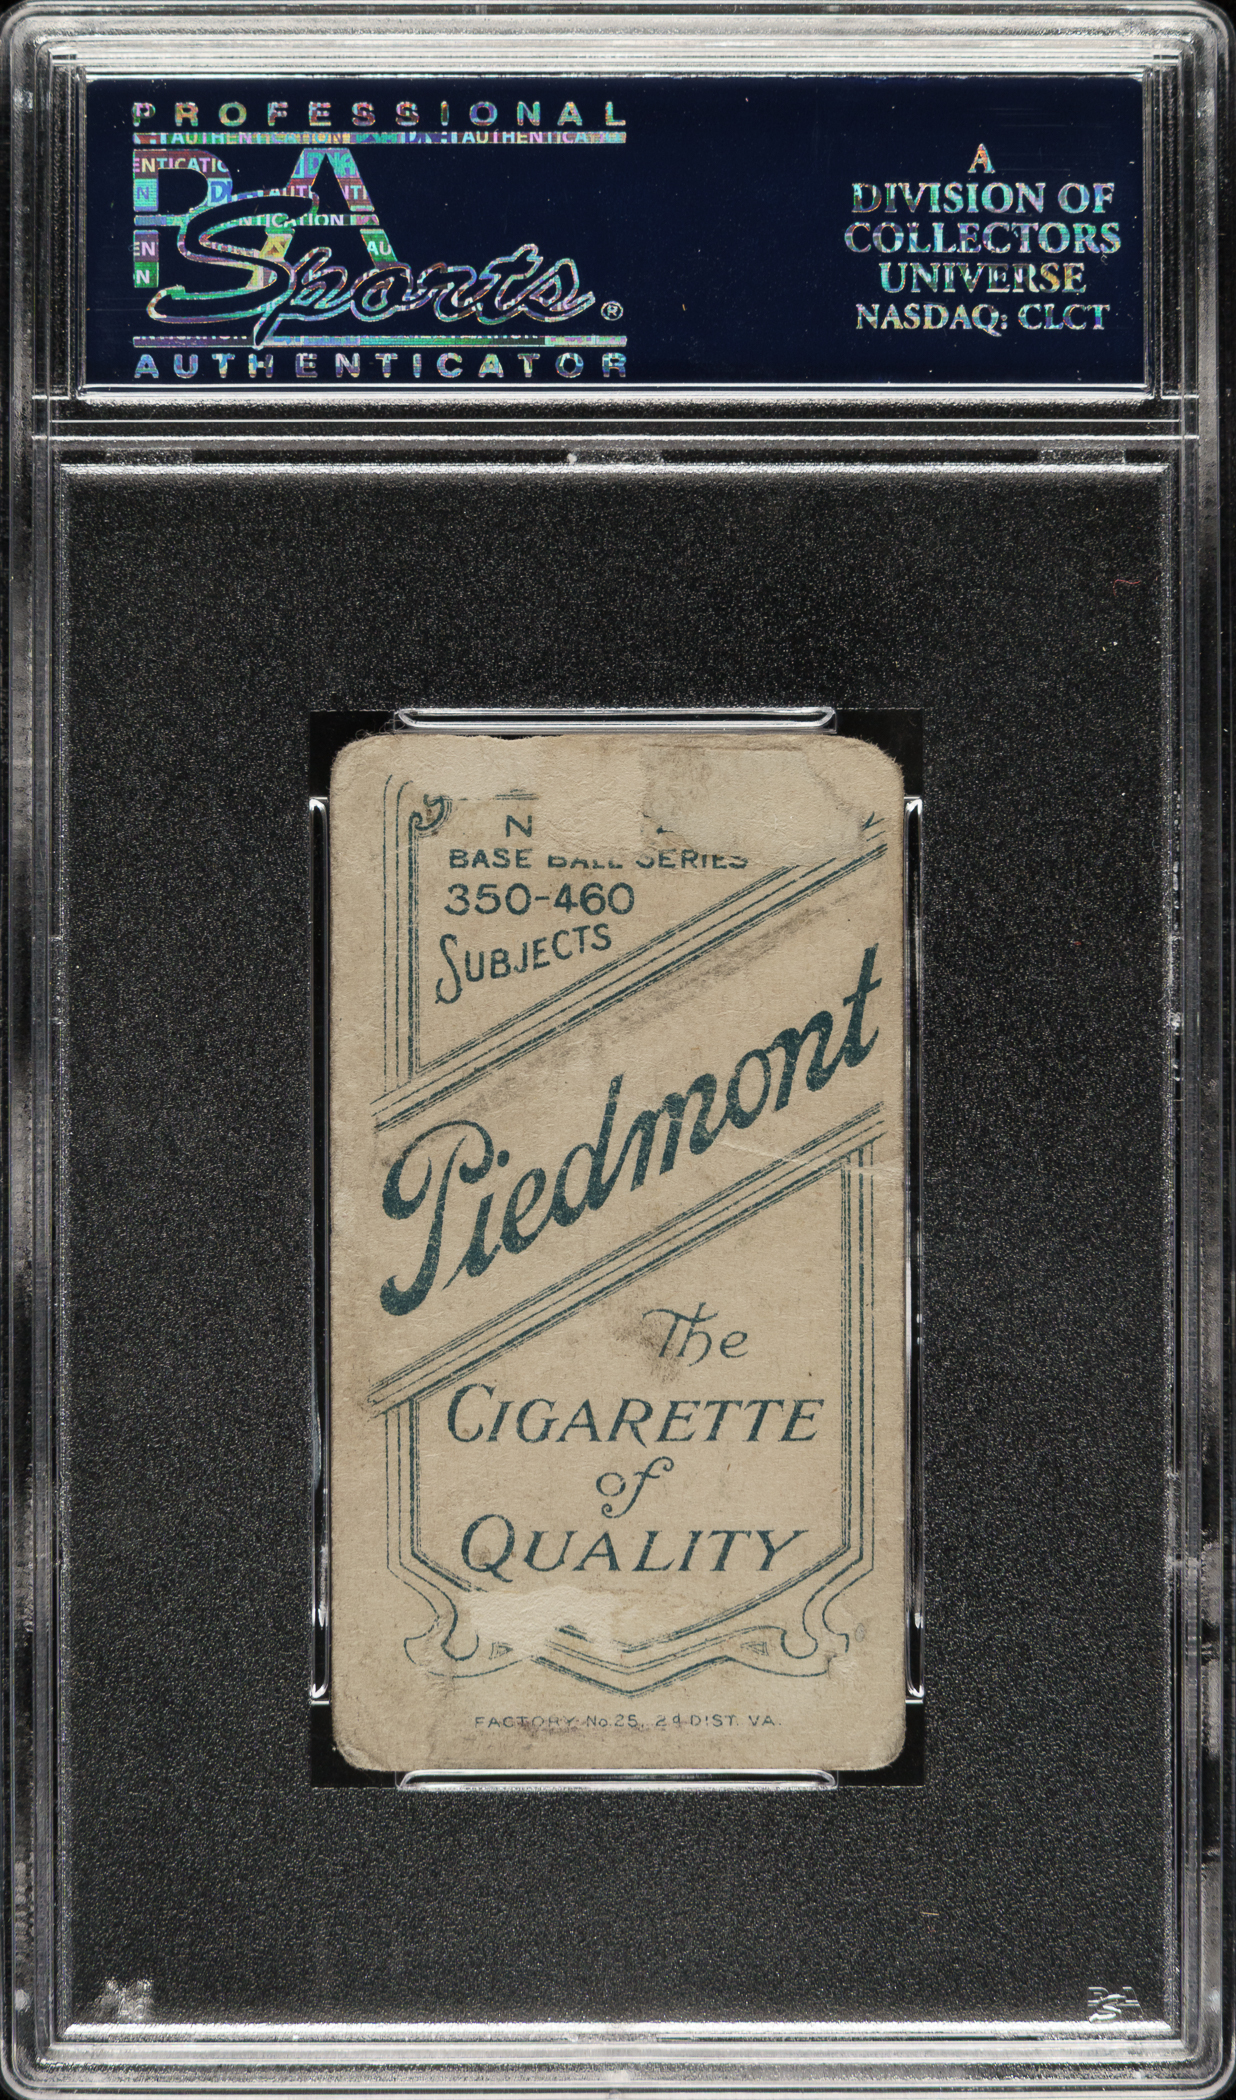 PROFESSIONAL
PSA
Sports®
AUTHENTICATOR
A
DIVISION OF
COLLECTORS
UNIVERSE
NASDAQ: CLCT
N
BASE BALL SERIES
350-460
SUBJECTS
Piedmont
The
CIGARETTE
of
QUALITY
FACTORY No 25, 2d DIST. VA.
PSA